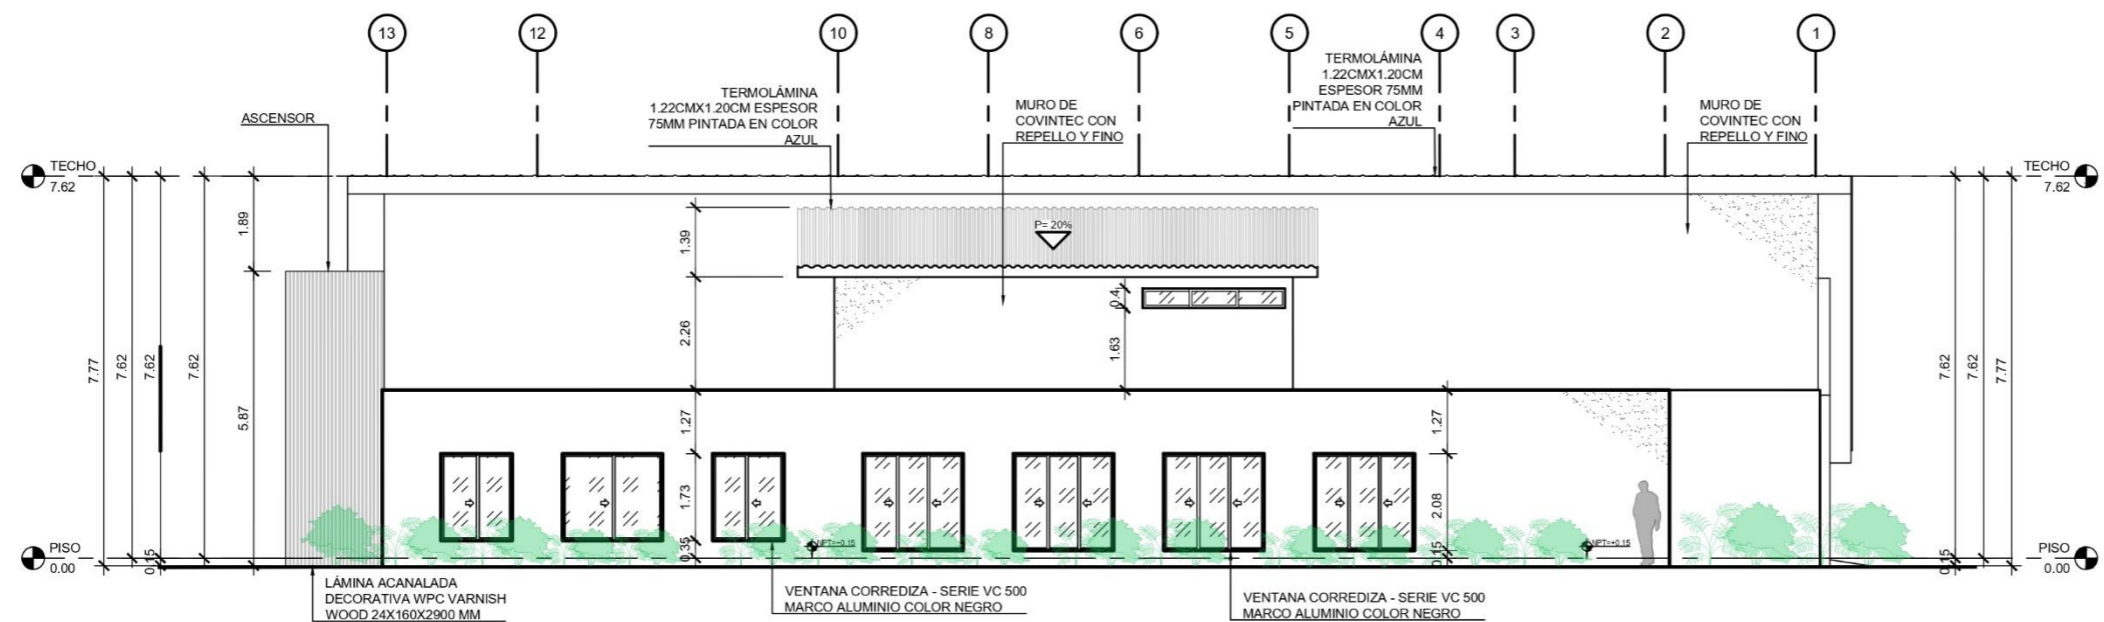 13
12
10
8
6
5
4
3
2
1
TERMOLÁMINA
1.22CMX1.20CM
ESPESOR 75MM
PINTADA EN COLOR
AZUL
TERMOLÁMINA
1.22CMX1.20CM ESPESOR
75MM PINTADA EN COLOR
AZUL
MURO DE
COVINTEC CON
REPELLO Y FINO
MURO DE
COVINTEC CON
REPELLO Y FINO
ASCENSOR
TECHO
7.62
TECHO
7.62
P= 20%
1.89
1.39
0.4
2.26
1.63
7.77
7.62
7.62
7.62
5.87
1.27
1.27
1.73
2.08
7.62
7.62
7.77
PISO
0.00
0.15
0.35
NPT=+0.15
0.15
NPT=+0.15
0.15
PISO
0.00
LÁMINA ACANALADA
DECORATIVA WPC VARNISH
WOOD 24X160X2900 MM
VENTANA CORREDIZA - SERIE VC 500
MARCO ALUMINIO COLOR NEGRO
VENTANA CORREDIZA - SERIE VC 500
MARCO ALUMINIO COLOR NEGRO